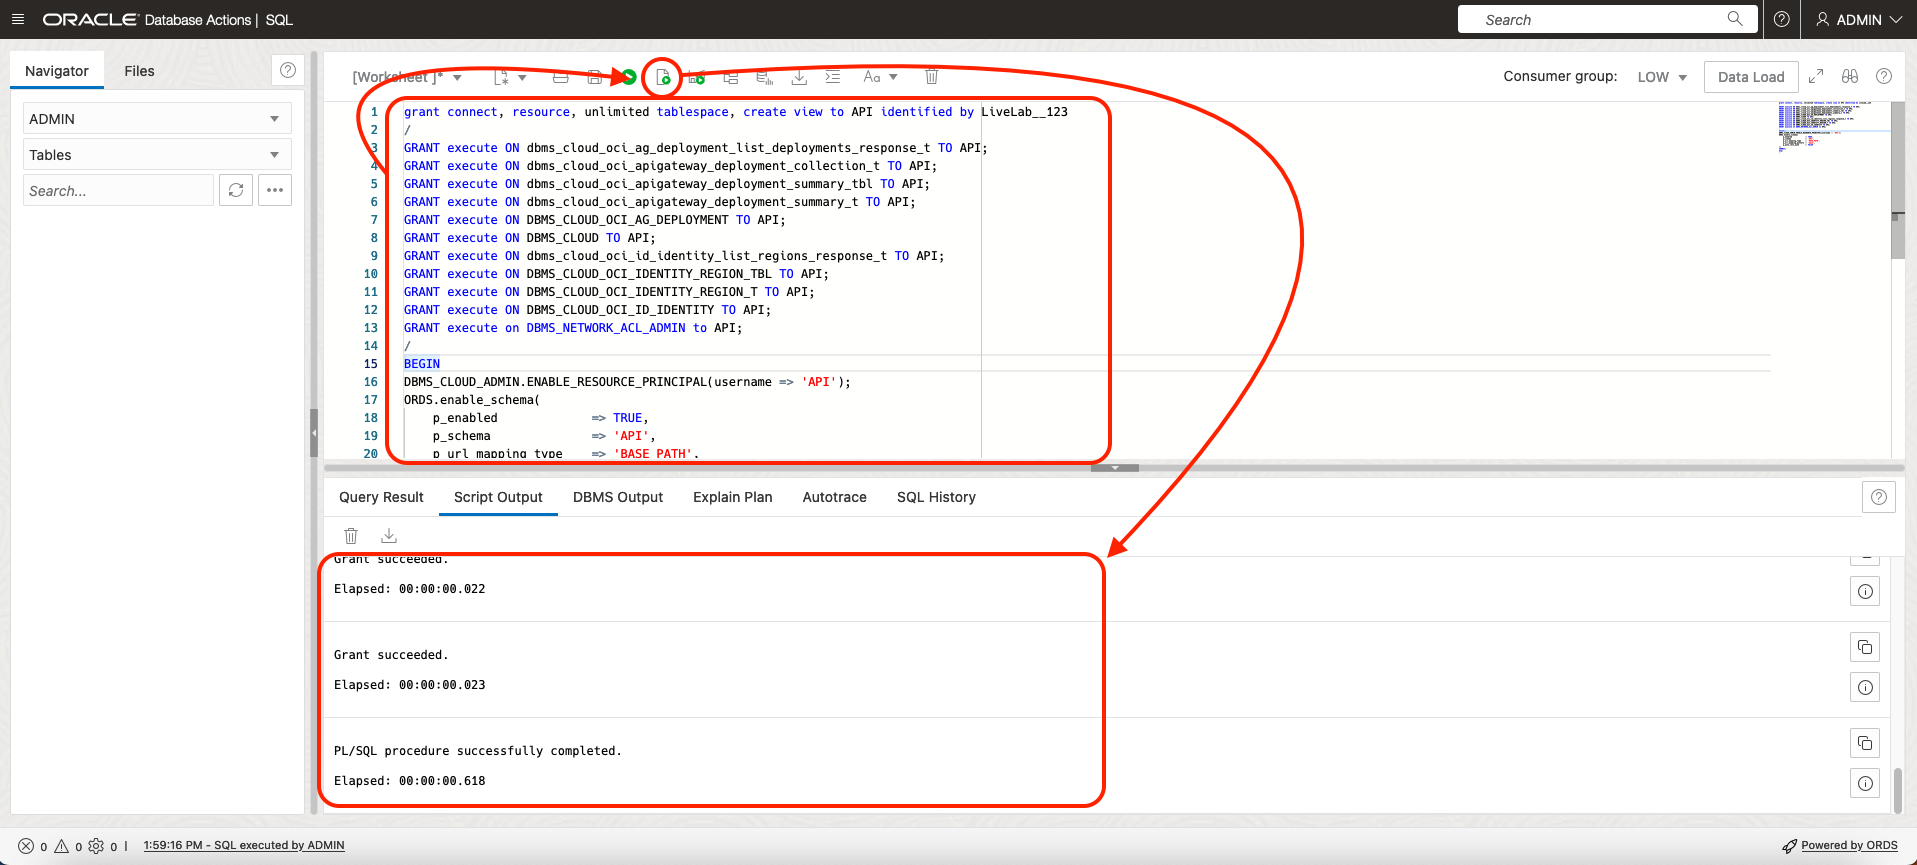 ORACLE Database Actions | SQL
Search
ADMIN
Navigator
Files
ADMIN
Tables
Search...
[Worksheet ]*
Aa
Consumer group:
LOW
Data Load
1 grant connect, resource, unlimited tablespace, create view to API identified by LiveLab__123
2 /
3 GRANT execute ON dbms_cloud_oci_ag_deployment_list_deployments_response_t TO API;
4 GRANT execute ON dbms_cloud_oci_apigateway_deployment_collection_t TO API;
5 GRANT execute ON dbms_cloud_oci_apigateway_deployment_summary_tbl TO API;
6 GRANT execute ON dbms_cloud_oci_apigateway_deployment_summary_t TO API;
7 GRANT execute ON DBMS_CLOUD_OCI_AG_DEPLOYMENT TO API;
8 GRANT execute ON DBMS_CLOUD TO API;
9 GRANT execute ON dbms_cloud_oci_id_identity_list_regions_response_t TO API;
10 GRANT execute ON DBMS_CLOUD_OCI_IDENTITY_REGION_TBL TO API;
11 GRANT execute ON DBMS_CLOUD_OCI_IDENTITY_REGION_T TO API;
12 GRANT execute ON DBMS_CLOUD_OCI_ID_IDENTITY TO API;
13 GRANT execute on DBMS_NETWORK_ACL_ADMIN to API;
14 /
15 BEGIN
16 DBMS_CLOUD_ADMIN.ENABLE_RESOURCE_PRINCIPAL(username => 'API');
17 ORDS.enable_schema(
18 p_enabled => TRUE,
19 p_schema => 'API',
20 p_url_mapping_type => 'BASE_PATH',
Query Result
Script Output
DBMS Output
Explain Plan
Autotrace
SQL History
Grant succeeded.
Elapsed: 00:00:00.022
Grant succeeded.
Elapsed: 00:00:00.023
PL/SQL procedure successfully completed.
Elapsed: 00:00:00.618
0 0 0 | 1:59:16 PM - SQL executed by ADMIN
Powered by ORDS